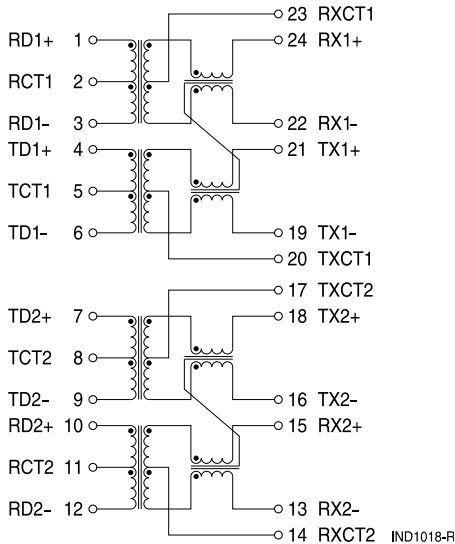 23 RXCT1
RD1+ 1 24 RX1+
RCT1 2
RD1- 3 22 RX1-
TD1+ 4 21 TX1+
TCT1 5
TD1- 6 19 TX1-
20 TXCT1
17 TXCT2
TD2+ 7 18 TX2+
TCT2 8
TD2- 9 16 TX2-
RD2+ 10 15 RX2+
RCT2 11
RD2- 12 13 RX2-
14 RXCT2 IND1018-R